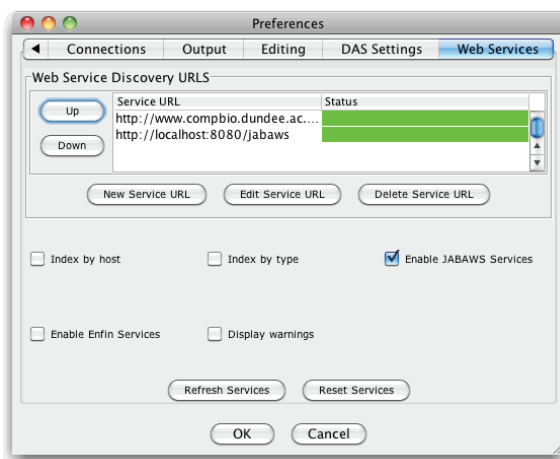 Preferences
Connections Output Editing DAS Settings Web Services
Web Service Discovery URLS
Service URL Status
Up
http://www.compbio.dundee.ac....
http://localhost:8080/jabaws
Down
New Service URL Edit Service URL Delete Service URL
Index by host Index by type Enable JABAWS Services
Enable Enfin Services Display warnings
Refresh Services Reset Services
OK Cancel